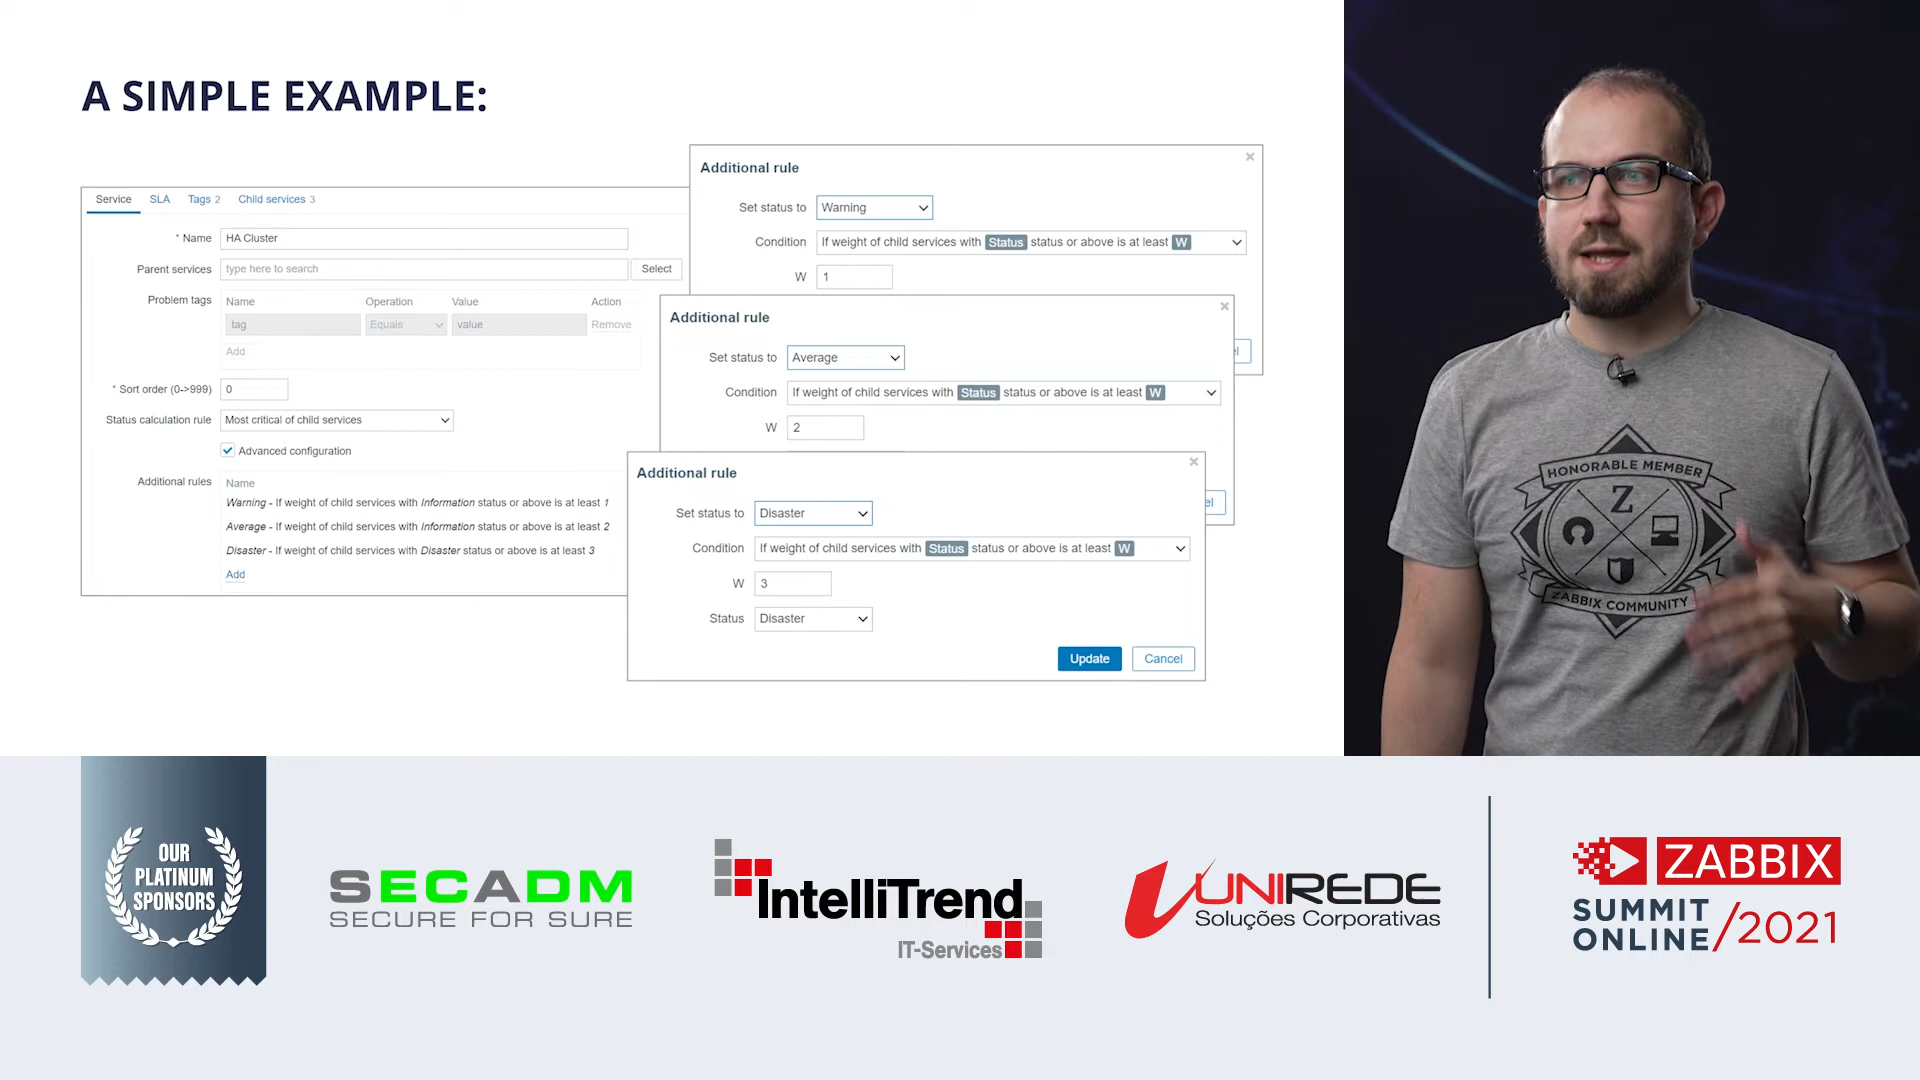 A SIMPLE EXAMPLE:
Service SLA Tags 2 Child services 3
* Name HA Cluster
Parent services type here to search Select
Problem tags Name Operation Value Action
tag Equals value Remove
Add
* Sort order (0->999) 0
Status calculation rule Most critical of child services
Advanced configuration
Additional rules Name
Warning - If weight of child services with Information status or above is at least 1
Average - If weight of child services with Information status or above is at least 2
Disaster - If weight of child services with Disaster status or above is at least 3
Add
Additional rule
Set status to Warning
Condition If weight of child services with Status status or above is at least W
W 1
Additional rule
Set status to Average
Condition If weight of child services with Status status or above is at least W
W 2
Additional rule
Set status to Disaster
Condition If weight of child services with Status status or above is at least W
W 3
Status Disaster
Update Cancel
HONORABLE MEMBER
Z
ZABBIX COMMUNITY
OUR
PLATINUM
SPONSORS
SECADM
SECURE FOR SURE
IntelliTrend
IT-Services
UNIREDE
Soluções Corporativas
ZABBIX
SUMMIT
ONLINE/2021